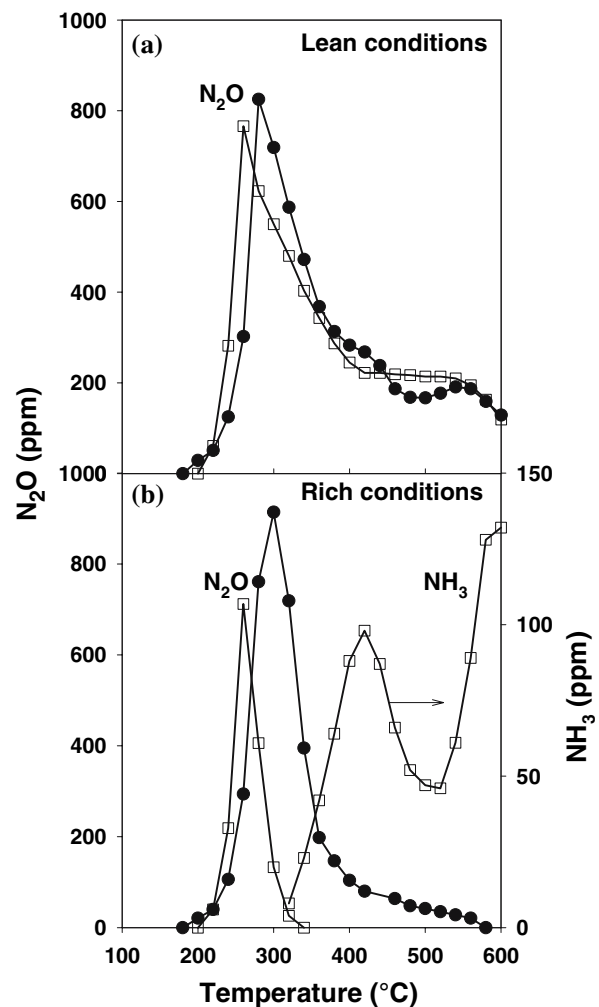 1000
(a)
Lean conditions
N₂O
800
600
400
200
1000
150
(b)
Rich conditions
800
N₂O
NH₃
600
100
400
50
200
0
0
100
200
300
400
500
600
Temperature (°C)
N₂O (ppm)
NH₃ (ppm)